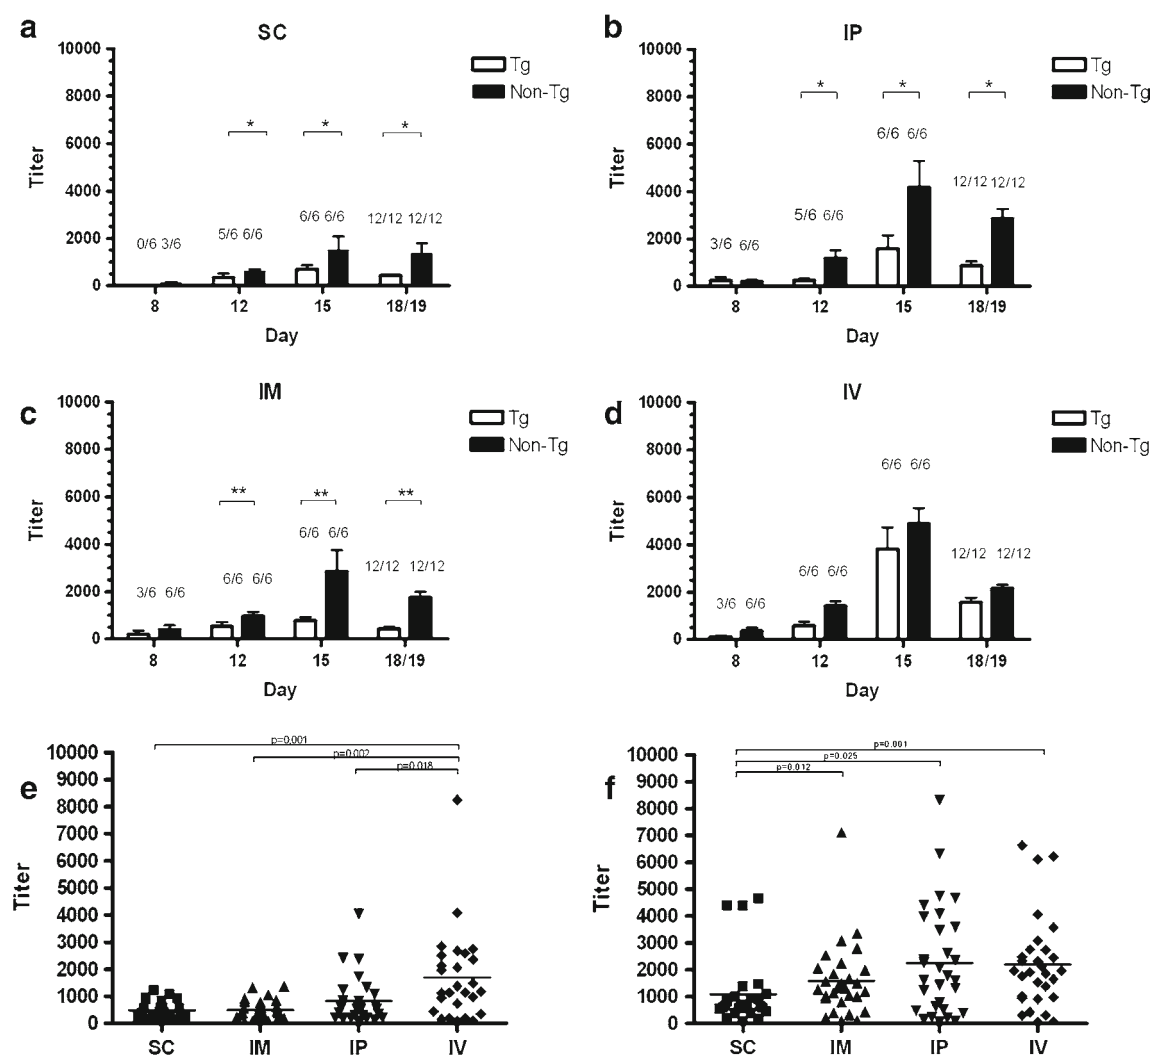 a
SC
10000
8000
6000
4000
2000
0
Titer
Tg
Non-Tg
*
*
*
0/6 3/6
5/6 6/6
6/6 6/6
12/12 12/12
8
12
15
18/19
Day
b
IP
10000
8000
6000
4000
2000
0
Titer
Tg
Non-Tg
*
*
*
3/6 6/6
5/6 6/6
6/6 6/6
12/12 12/12
8
12
15
18/19
Day
c
IM
10000
8000
6000
4000
2000
0
Titer
Tg
Non-Tg
**
**
**
3/6 6/6
6/6 6/6
6/6 6/6
12/12 12/12
8
12
15
18/19
Day
d
IV
10000
8000
6000
4000
2000
0
Titer
Tg
Non-Tg
3/6 6/6
6/6 6/6
6/6 6/6
12/12 12/12
8
12
15
18/19
Day
e
p=0.001
p=0.002
p=0.018
10000
9000
8000
7000
6000
5000
4000
3000
2000
1000
0
Titer
SC
IM
IP
IV
f
p=0.001
p=0.025
p=0.012
10000
9000
8000
7000
6000
5000
4000
3000
2000
1000
0
Titer
SC
IM
IP
IV